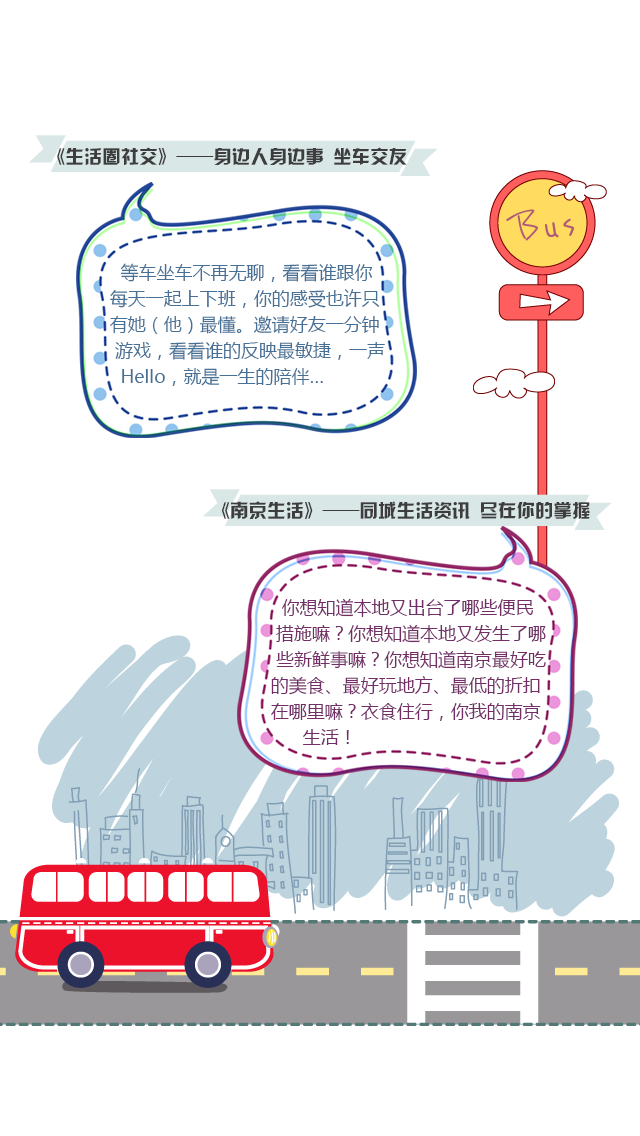 《生活圈社交》——身边人身边事 坐车交友
Bus
等车坐车不再无聊，看看谁跟你
每天一起上下班，你的感受也许只
有她（他）最懂。邀请好友一分钟
游戏，看看谁的反映最敏捷，一声
Hello，就是一生的陪伴...
《南京生活》——同城生活资讯 尽在你的掌握
你想知道本地又出台了哪些便民
措施嘛？你想知道本地又发生了哪
些新鲜事嘛？你想知道南京最好吃
的美食、最好玩地方、最低的折扣
在哪里嘛？衣食住行，你我的南京
生活！